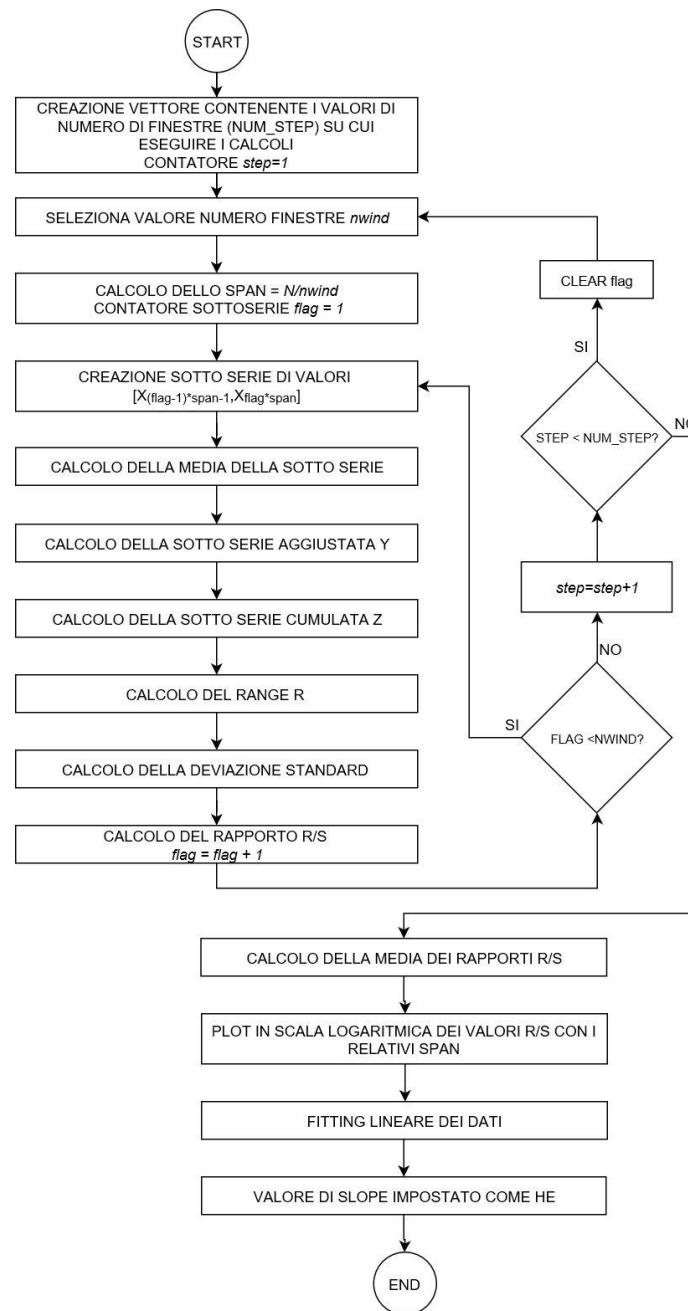 START
CREAZIONE VETTORE CONTENENTE I VALORI DI
NUMERO DI FINESTRE (NUM_STEP) SU CUI
ESEGUIRE I CALCOLI
CONTATORE step=1
SELEZIONA VALORE NUMERO FINESTRE nwind
CALCOLO DELLO SPAN = N/nwind
CONTATORE SOTTOSERIE flag = 1
CREAZIONE SOTTO SERIE DI VALORI
[X(flag-1)*span-1,Xflag*span]
CALCOLO DELLA MEDIA DELLA SOTTO SERIE
CALCOLO DELLA SOTTO SERIE AGGIUSTATA Y
CALCOLO DELLA SOTTO SERIE CUMULATA Z
CALCOLO DEL RANGE R
CALCOLO DELLA DEVIAZIONE STANDARD
CALCOLO DEL RAPPORTO R/S
flag = flag + 1
FLAG <NWIND?
SI
NO
step=step+1
STEP < NUM_STEP?
SI
NO
CLEAR flag
CALCOLO DELLA MEDIA DEI RAPPORTI R/S
PLOT IN SCALA LOGARITMICA DEI VALORI R/S CON I
RELATIVI SPAN
FITTING LINEARE DEI DATI
VALORE DI SLOPE IMPOSTATO COME HE
END